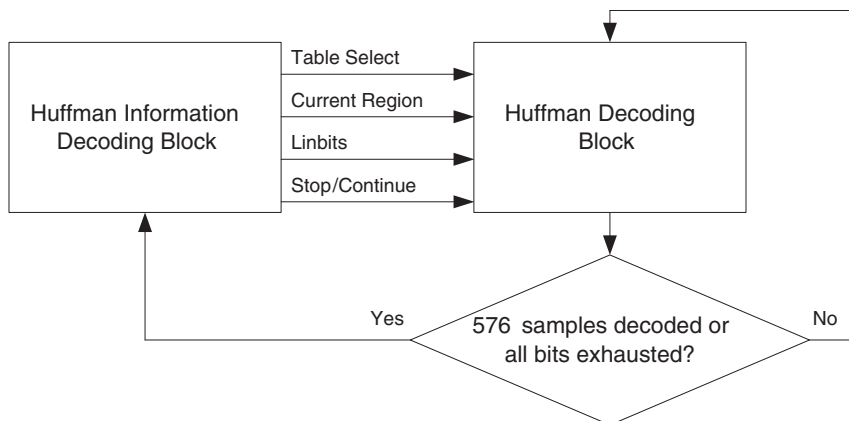 Huffman Information
Decoding Block
Table Select
Current Region
Linbits
Stop/Continue
Huffman Decoding
Block
576 samples decoded or
all bits exhausted?
Yes
No